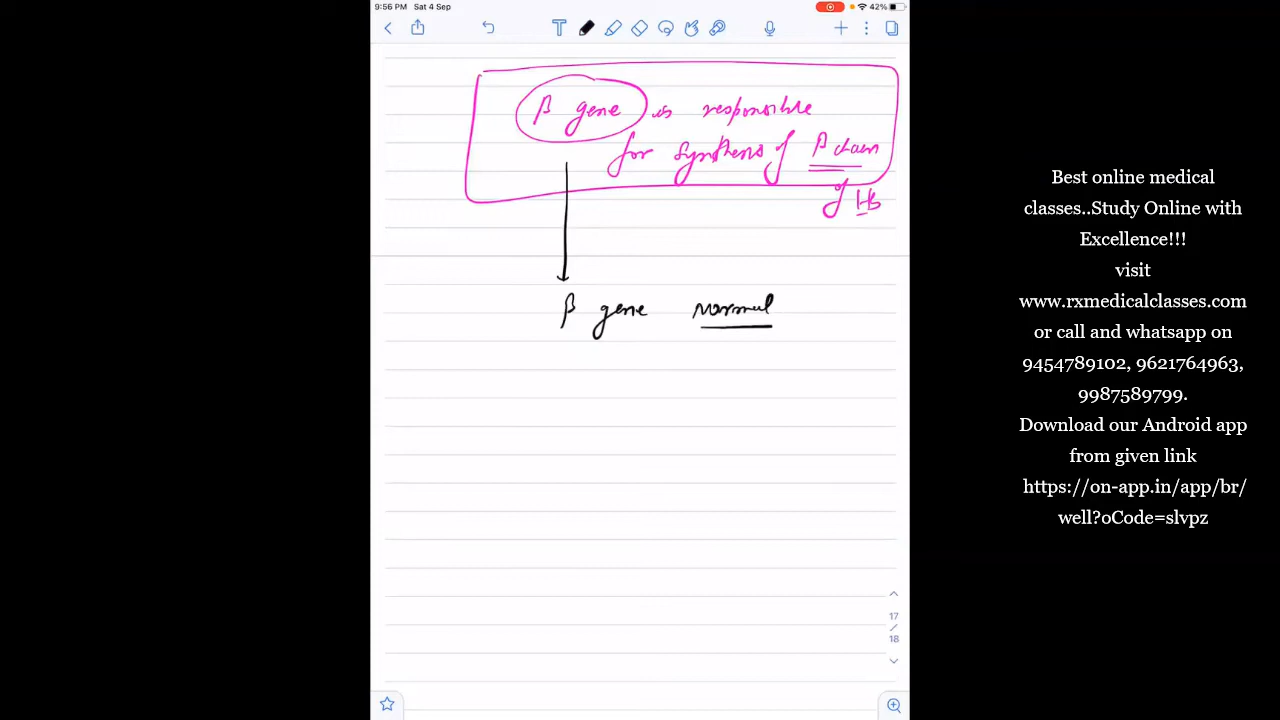 9:56 PM Sat 4 Sep
42%
β gene is responsible
for synthesis of β chain
of Hb
β gene normal
17
/
18
Best online medical
classes..Study Online with
Excellence!!!
visit
www.rxmedicalclasses.com
or call and whatsapp on
9454789102, 9621764963,
9987589799.
Download our Android app
from given link
https://on-app.in/app/br/
well?oCode=slvpz